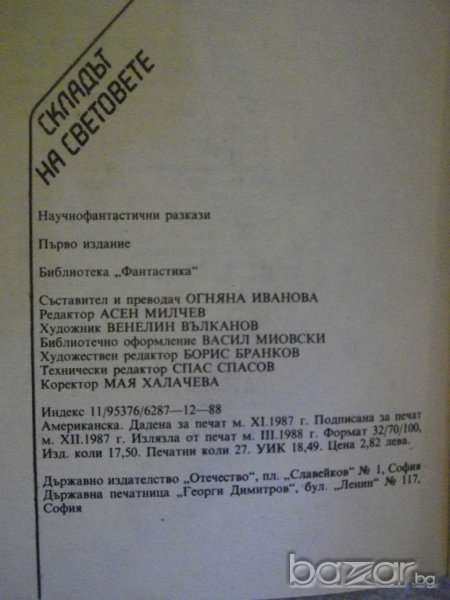 СКЛАДЪТ
НА СВЕТОВЕТЕ
Научнофантастични разкази
Първо издание
Библиотека „Фантастика“
Съставител и преводач ОГНЯНА ИВАНОВА
Редактор АСЕН МИЛЧЕВ
Художник ВЕНЕЛИН ВЪЛКАНОВ
Библиотечно оформление ВАСИЛ МИОВСКИ
Художествен редактор БОРИС БРАНКОВ
Технически редактор СПАС СПАСОВ
Коректор МАЯ ХАЛАЧЕВА
Индекс 11/95376/6287—12—88
Американска. Дадена за печат м. XI.1987 г. Подписана за печат
м. XII.1987 г. Излязла от печат м. III.1988 г. Формат 32/70/100,
Изд. коли 17,50. Печатни коли 27. УИК 18,49. Цена 2,82 лева.
Държавно издателство „Отечество“, пл. „Славейков“ № 1, София
Държавна печатница „Георги Димитров“, бул. „Ленин“ № 117,
София
bazar.bg